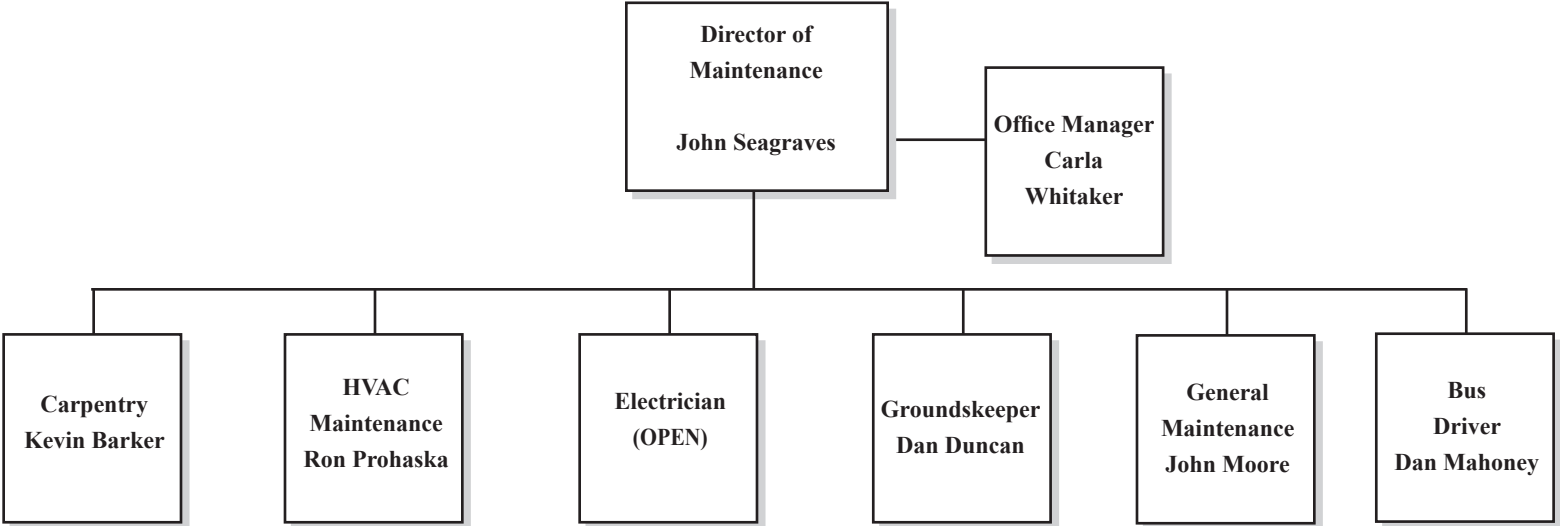 Director of
Maintenance
John Seagraves
Office Manager
Carla
Whitaker
Carpentry
Kevin Barker
HVAC
Maintenance
Ron Prohaska
Electrician
(OPEN)
Groundskeeper
Dan Duncan
General
Maintenance
John Moore
Bus
Driver
Dan Mahoney